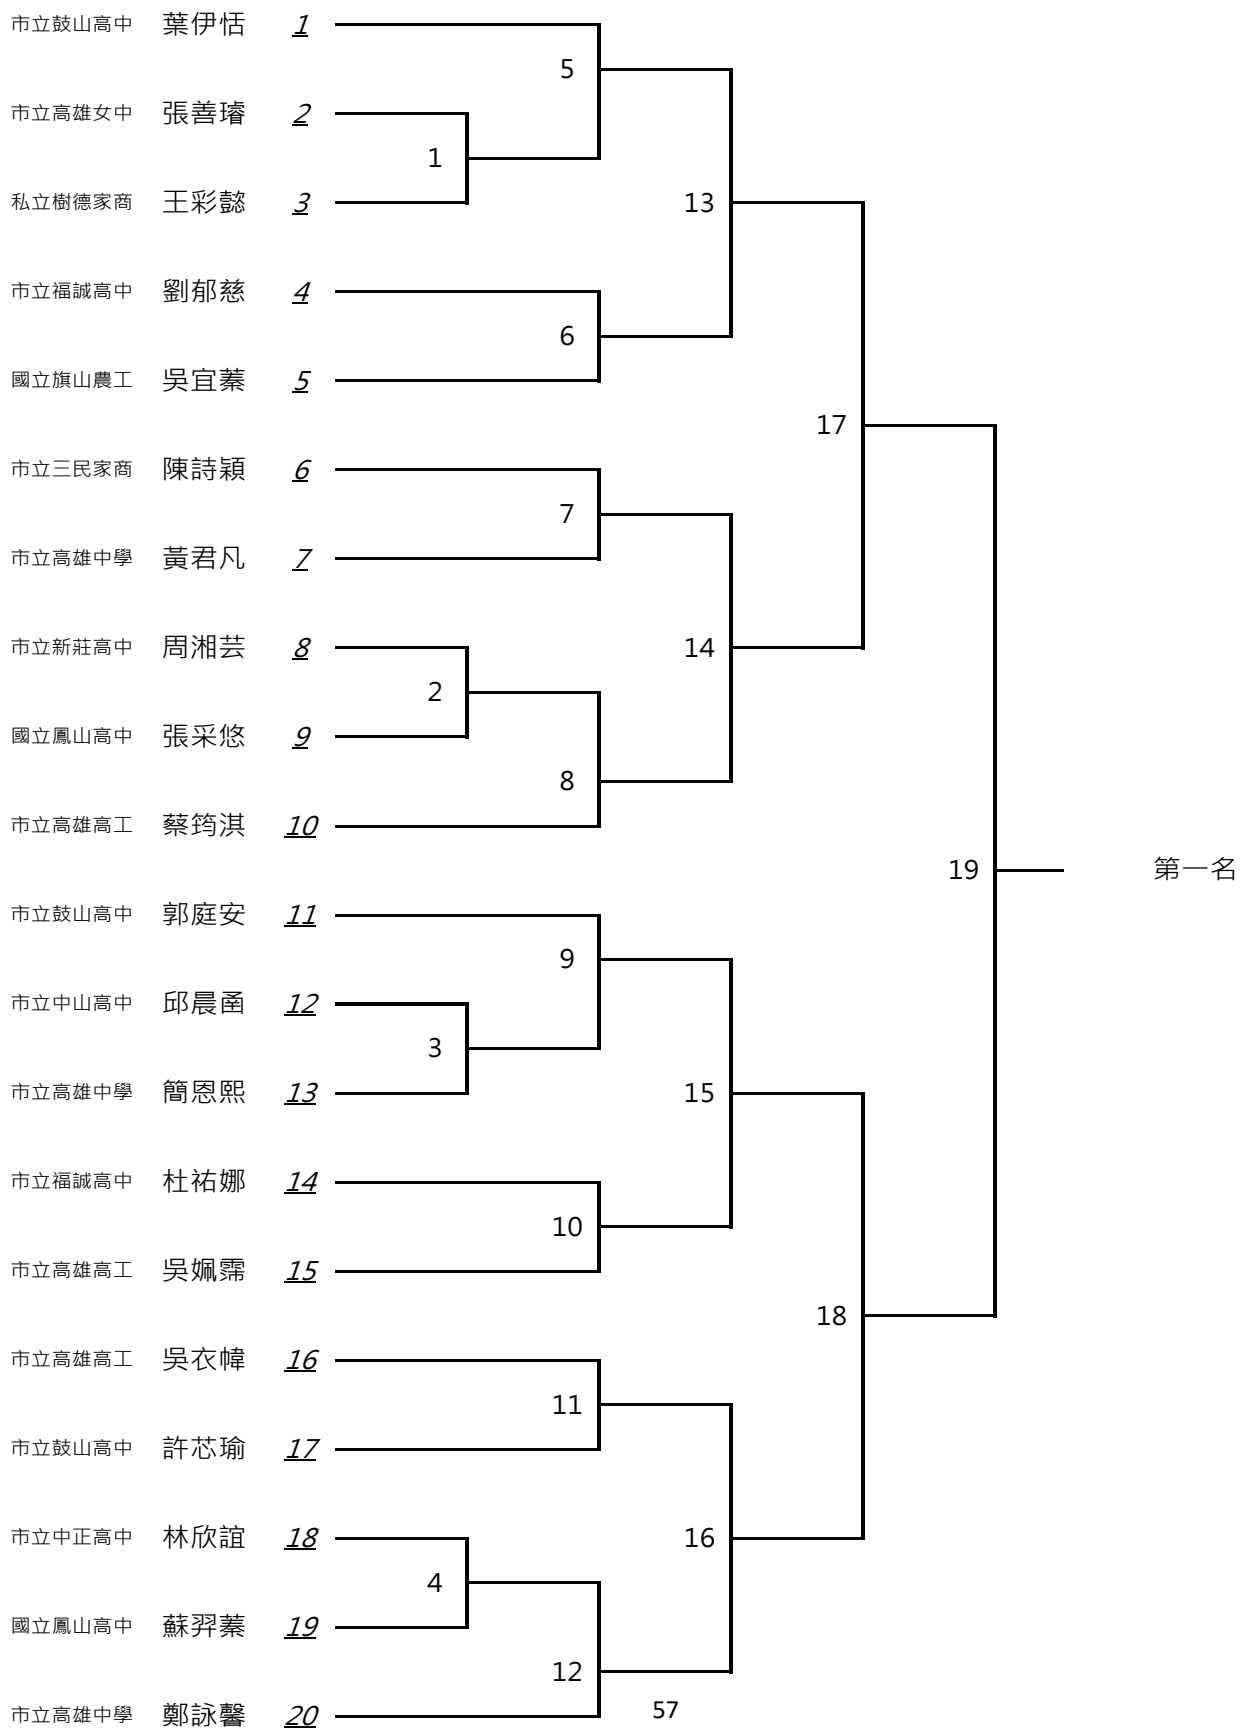 市立鼓山高中 葉伊恬 1
5
市立高雄女中 張善璿 2
1
私立樹德家商 王彩懿 3 13
市立福誠高中 劉郁慈 4
6
國立旗山農工 吳宜蓁 5
17
市立三民家商 陳詩穎 6
7
市立高雄中學 黃君凡 7
市立新莊高中 周湘芸 8 14
2
國立鳳山高中 張采悠 9
8
市立高雄高工 蔡筠淇 10
19 第一名
市立鼓山高中 郭庭安 11
9
市立中山高中 邱晨 12
3
市立高雄中學 簡恩熙 13 15
市立福誠高中 杜祐娜 14
10
市立高雄高工 吳姵霈 15
18
市立高雄高工 吳衣幃 16
11
市立鼓山高中 許芯瑜 17
市立中正高中 林欣誼 18 16
4
國立鳳山高中 蘇羿蓁 19
12
市立高雄中學 鄭詠馨 20 57